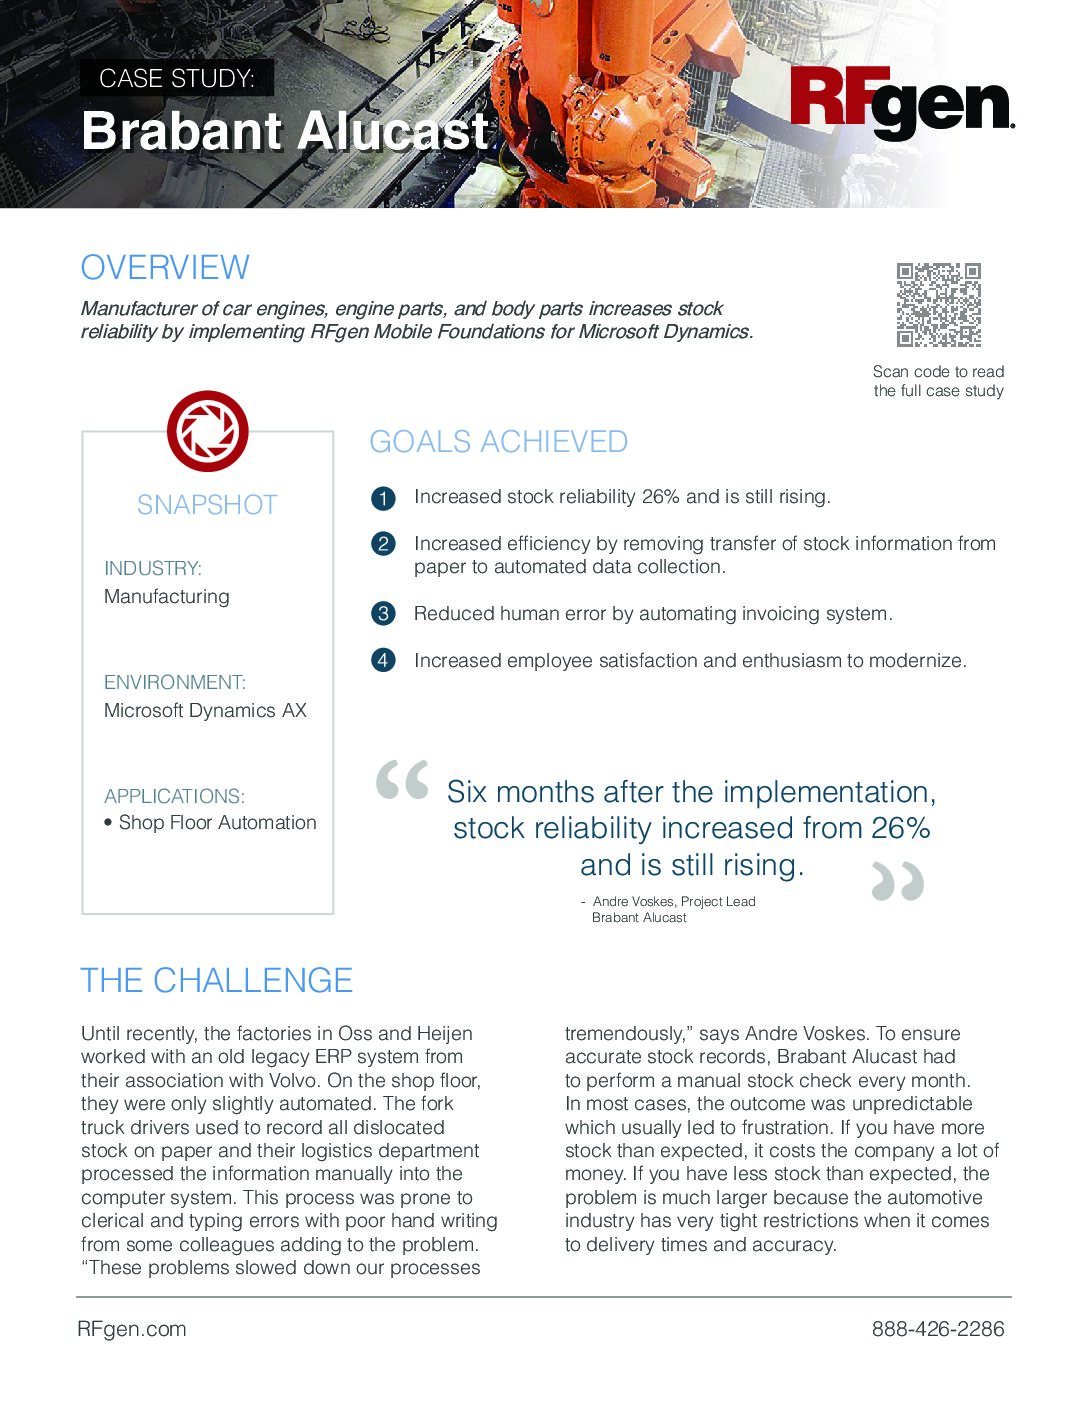 CASE STUDY:
Brabant Alucast
RFgen.
OVERVIEW
Manufacturer of car engines, engine parts, and body parts increases stock
reliability by implementing RFgen Mobile Foundations for Microsoft Dynamics.
Scan code to read
the full case study
SNAPSHOT
INDUSTRY:
Manufacturing
ENVIRONMENT:
Microsoft Dynamics AX
APPLICATIONS:
• Shop Floor Automation
GOALS ACHIEVED
1 Increased stock reliability 26% and is still rising.
2 Increased efficiency by removing transfer of stock information from
paper to automated data collection.
3 Reduced human error by automating invoicing system.
4 Increased employee satisfaction and enthusiasm to modernize.
“ Six months after the implementation,
stock reliability increased from 26%
and is still rising. ”
- Andre Voskes, Project Lead
Brabant Alucast
THE CHALLENGE
Until recently, the factories in Oss and Heijen
worked with an old legacy ERP system from
their association with Volvo. On the shop floor,
they were only slightly automated. The fork
truck drivers used to record all dislocated
stock on paper and their logistics department
processed the information manually into the
computer system. This process was prone to
clerical and typing errors with poor hand writing
from some colleagues adding to the problem.
“These problems slowed down our processes
tremendously,” says Andre Voskes. To ensure
accurate stock records, Brabant Alucast had
to perform a manual stock check every month.
In most cases, the outcome was unpredictable
which usually led to frustration. If you have more
stock than expected, it costs the company a lot of
money. If you have less stock than expected, the
problem is much larger because the automotive
industry has very tight restrictions when it comes
to delivery times and accuracy.
RFgen.com
888-426-2286